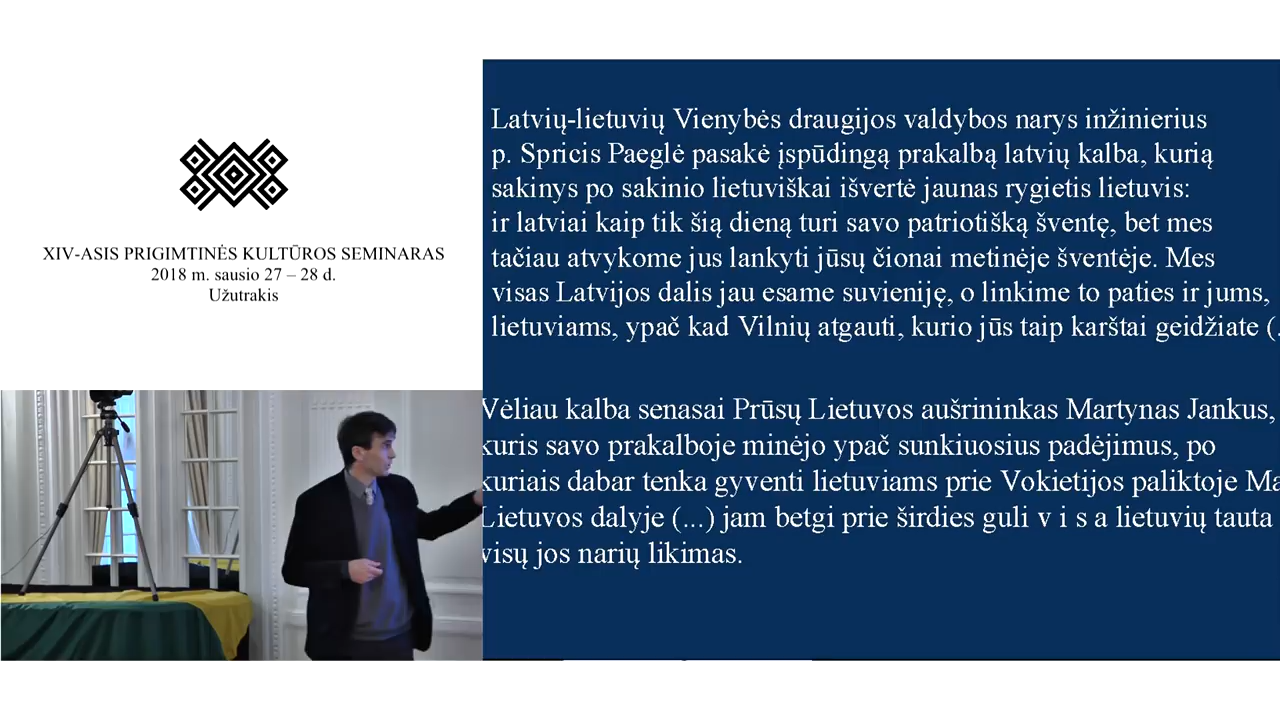 XIV-ASIS PRIGIMTINĖS KULTŪROS SEMINARAS
2018 m. sausio 27 – 28 d.
Užutrakis
Latvių-lietuvių Vienybės draugijos valdybos narys inžinierius
p. Spricis Paeglė pasakė įspūdingą prakalbą latvių kalba, kurią
sakinys po sakinio lietuviškai išvertė jaunas rygietis lietuvis:
ir latviai kaip tik šią dieną turi savo patriotišką šventę, bet mes
tačiau atvykome jus lankyti jūsų čionai metinėje šventėje. Mes
visas Latvijos dalis jau esame suvieniję, o linkime to paties ir jums,
lietuviams, ypač kad Vilnių atgauti, kurio jūs taip karštai geidžiate (
Vėliau kalba senasai Prūsų Lietuvos aušrininkas Martynas Jankus,
kuris savo prakalboje minėjo ypač sunkiuosius padėjimus, po
kuriais dabar tenka gyventi lietuviams prie Vokietijos paliktoje
Lietuvos dalyje (...) jam betgi prie širdies guli v i s a lietuvių tauta
visų jos narių likimas.